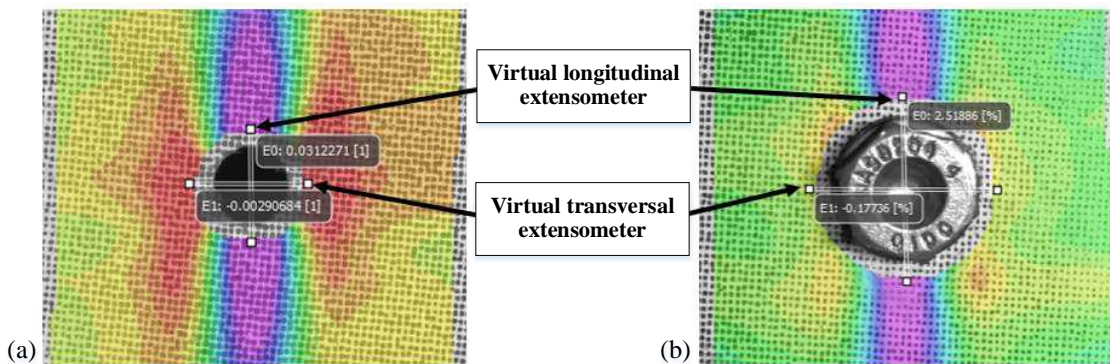 Virtual longitudinal
extensometer
E0: 0.0312271 [1]
E0: 2.51886 [%]
E1: -0.00290684 [1]
E1: -0.17736 [%]
Virtual transversal
extensometer
(a)
(b)